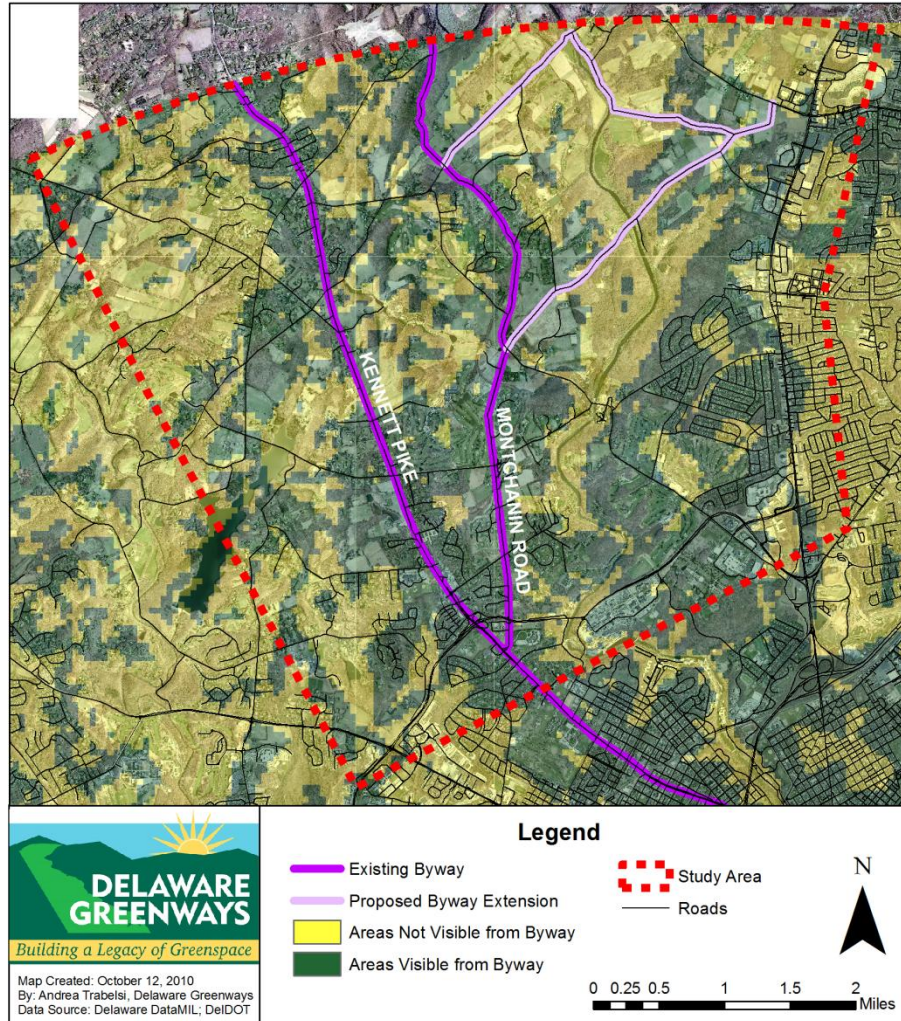 KENNETT PIKE
MONTCHANIN ROAD
DELAWARE
GREENWAYS
Building a Legacy of Greenspace
Map Created: October 12, 2010
By: Andrea Trabelsi, Delaware Greenways
Data Source: Delaware DataMIL; DelDOT
Legend
Existing Byway
Proposed Byway Extension
Areas Not Visible from Byway
Areas Visible from Byway
Study Area
Roads
N
0 0.25 0.5 1 1.5 2
Miles